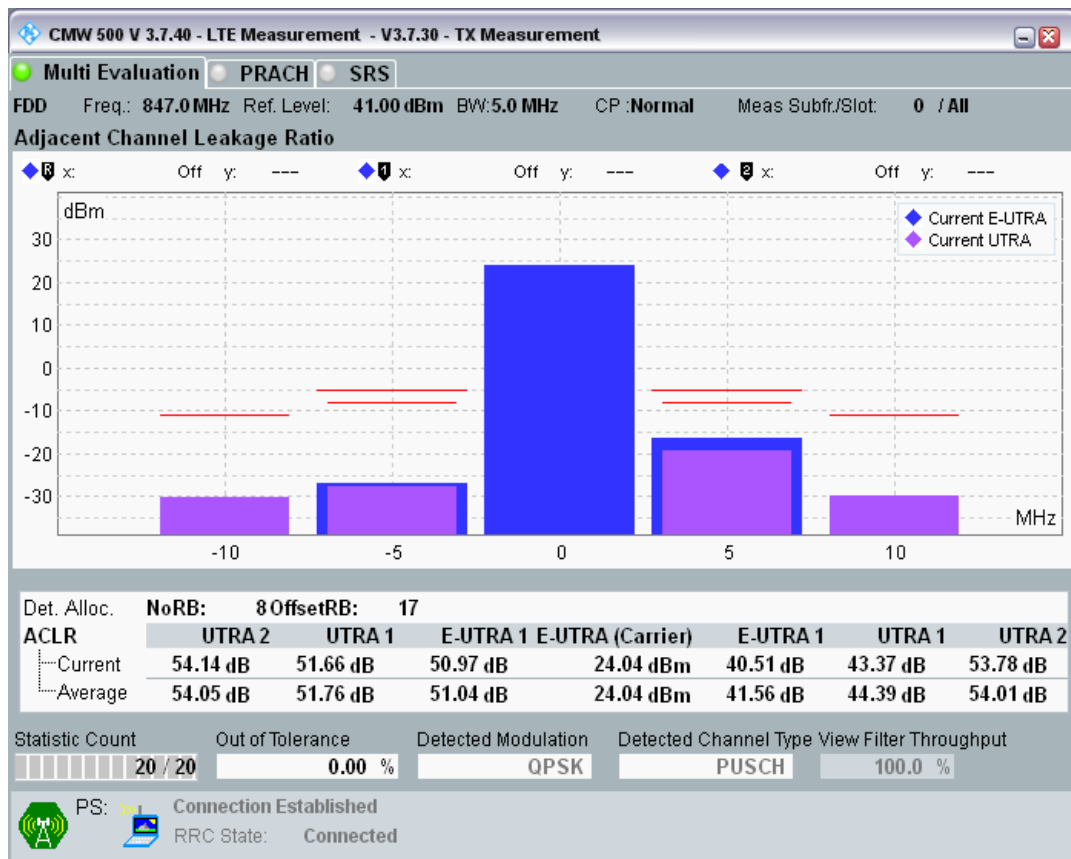 CMW 500 V 3.7.40 - LTE Measurement - V3.7.30 - TX Measurement
Multi Evaluation PRACH SRS
FDD Freq.: 847.0 MHz Ref. Level: 41.00 dBm BW:5.0 MHz CP :Normal Meas Subfr./Slot: 0 / All
Adjacent Channel Leakage Ratio
R x: Off y: --- 1 x: Off y: --- 2 x: Off y: ---
dBm
Current E-UTRA
Current UTRA
30
20
10
0
-10
-20
-30
MHz
-10 -5 0 5 10
Det. Alloc. NoRB: 8 OffsetRB: 17
ACLR UTRA 2 UTRA 1 E-UTRA 1 E-UTRA (Carrier) E-UTRA 1 UTRA 1 UTRA 2
Current 54.14 dB 51.66 dB 50.97 dB 24.04 dBm 40.51 dB 43.37 dB 53.78 dB
Average 54.05 dB 51.76 dB 51.04 dB 24.04 dBm 41.56 dB 44.39 dB 54.01 dB
Statistic Count Out of Tolerance Detected Modulation Detected Channel Type View Filter Throughput
20 / 20 0.00 % QPSK PUSCH 100.0 %
PS: Connection Established
RRC State: Connected